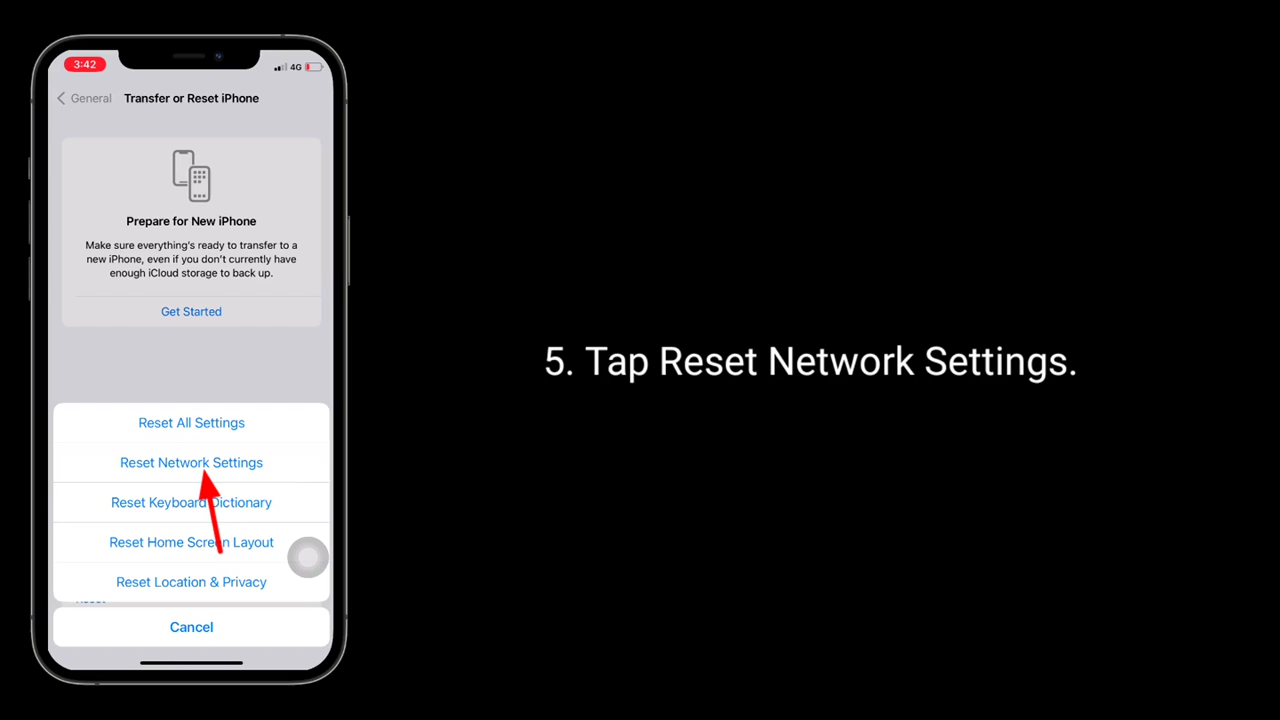 3:42
4G
General
Transfer or Reset iPhone
Prepare for New iPhone
Make sure everything's ready to transfer to a
new iPhone, even if you don't currently have
enough iCloud storage to back up.
Get Started
Reset All Settings
Reset Network Settings
Reset Keyboard Dictionary
Reset Home Screen Layout
Reset Location & Privacy
Cancel
5. Tap Reset Network Settings.